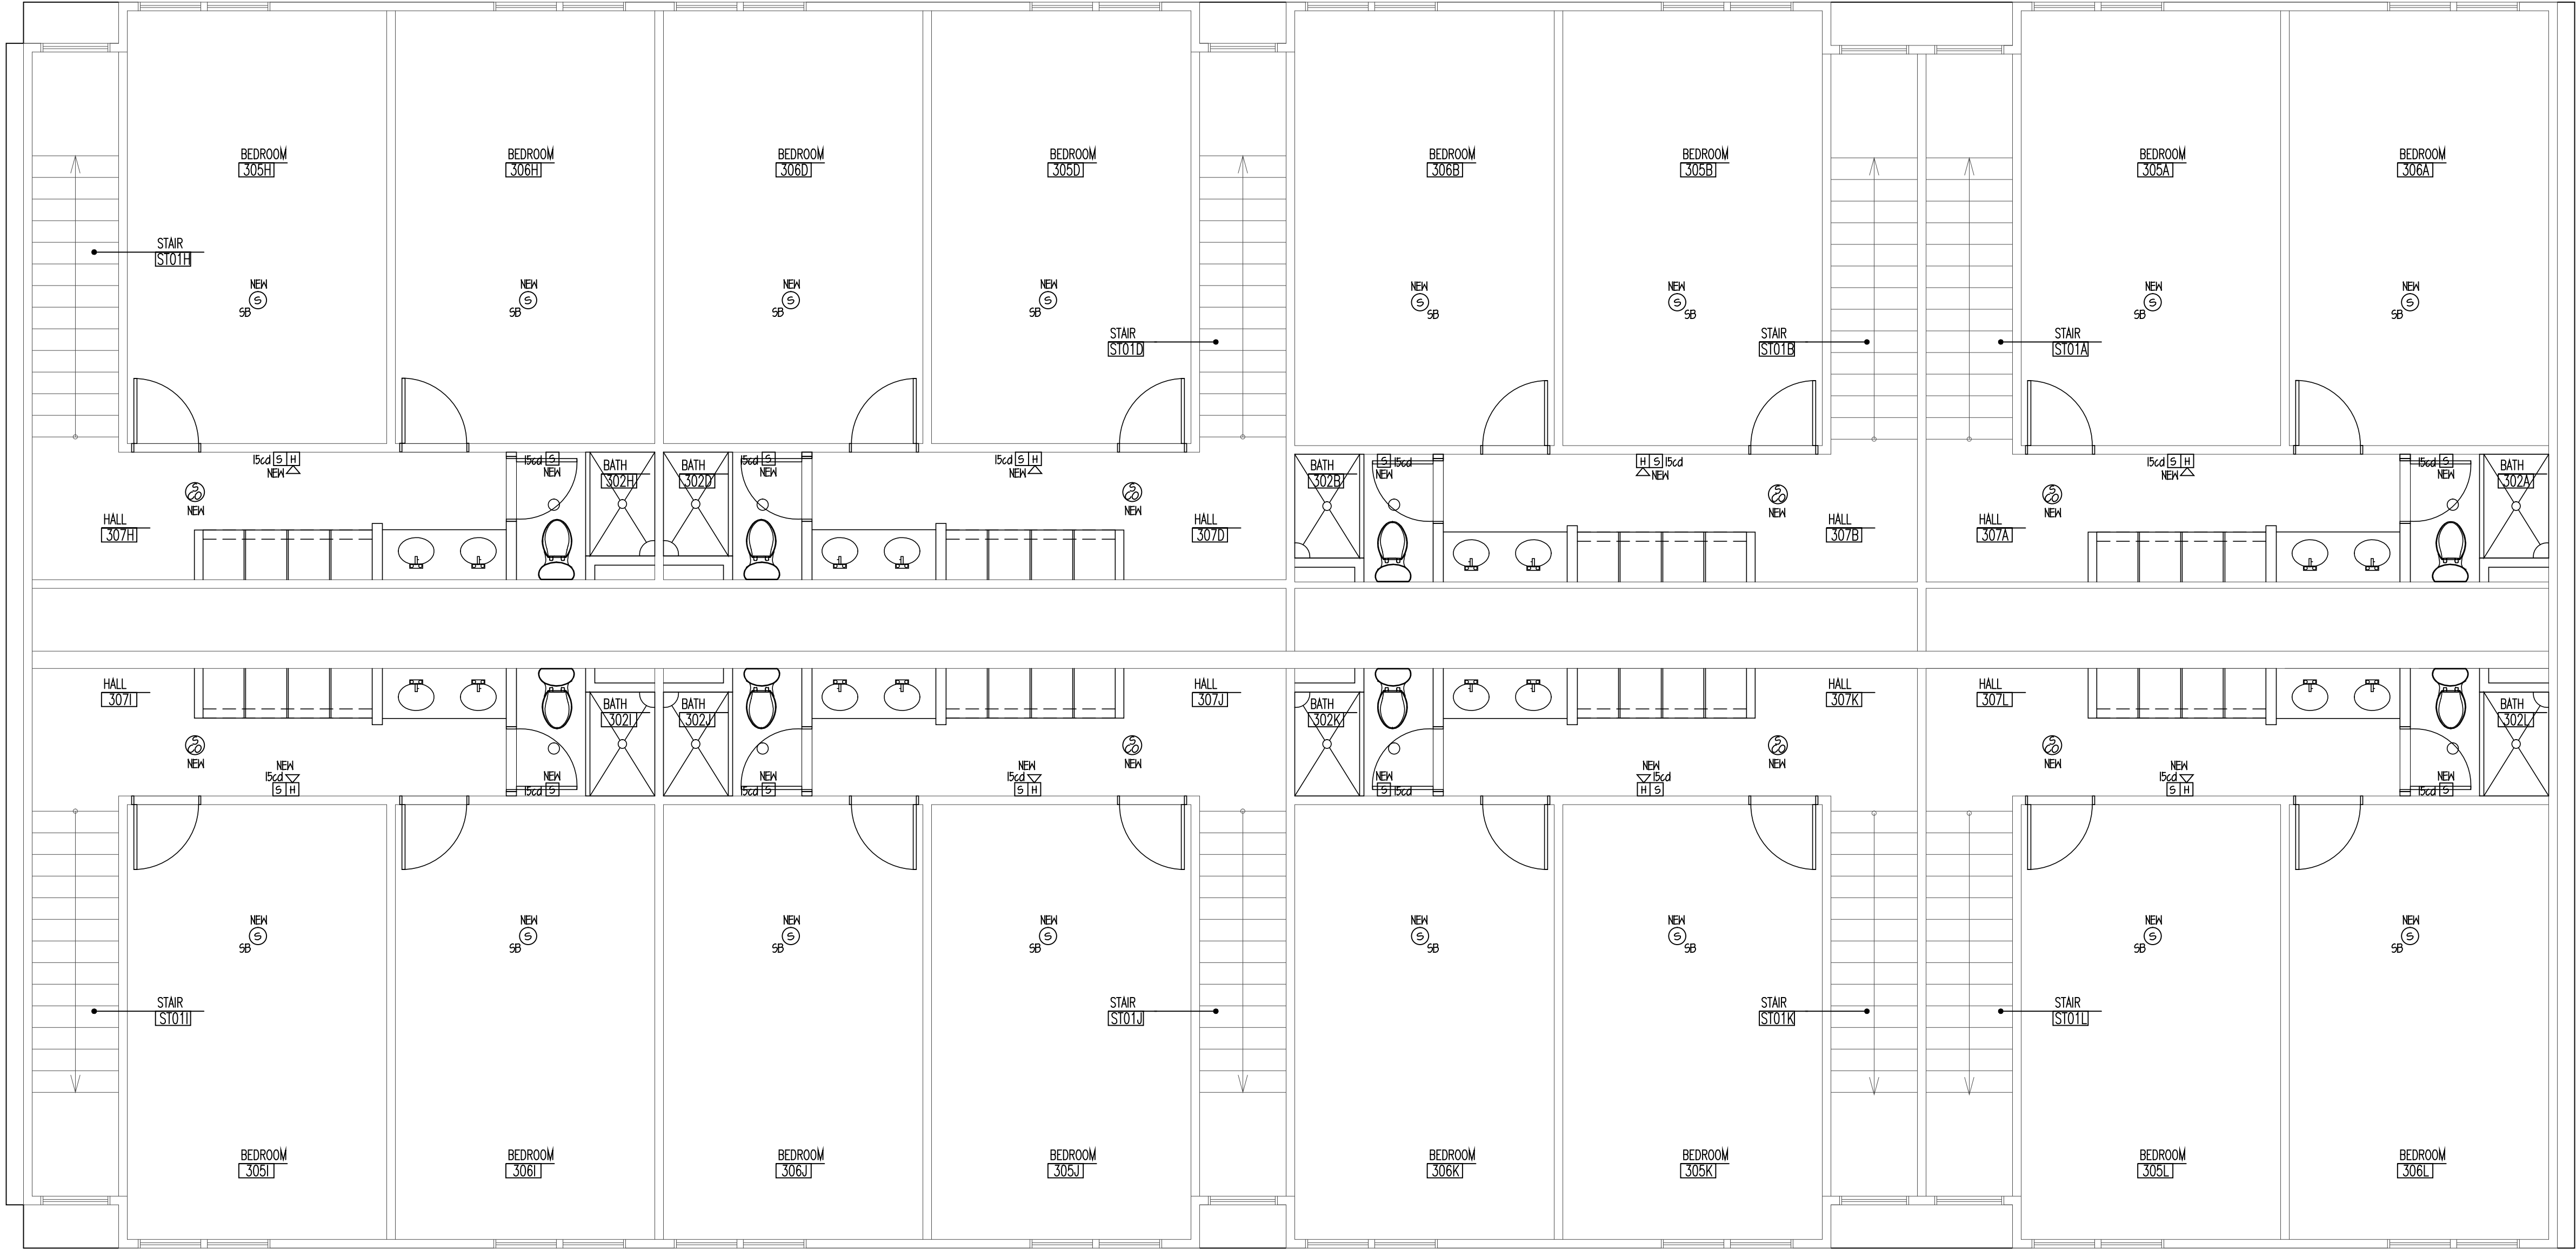 BEDROOM
305H
BEDROOM
306H
BEDROOM
306D
BEDROOM
305D
BEDROOM
306B
BEDROOM
305B
BEDROOM
305A
BEDROOM
306A
STAIR
ST01H
NEW
S
SB
NEW
S
SB
NEW
S
SB
NEW
S
SB
NEW
S
SB
NEW
S
SB
NEW
S
SB
NEW
S
SB
STAIR
ST01D
STAIR
ST01B
STAIR
ST01A
15cd S H
NEW
15cd S
NEW
BATH
302H
BATH
302D
15cd S
NEW
15cd S H
NEW
BATH
302B
S 15cd
NEW
H S 15cd
NEW
15cd S H
NEW
15cd S
NEW
BATH
302A
S
CO
NEW
S
CO
NEW
S
CO
NEW
S
CO
NEW
HALL
307H
HALL
307D
HALL
307B
HALL
307A
HALL
307I
HALL
307J
HALL
307K
HALL
307L
BATH
302I
BATH
302J
BATH
302K
BATH
302L
S
CO
NEW
S
CO
NEW
S
CO
NEW
S
CO
NEW
NEW
15cd
S H
NEW
15cd S
NEW
15cd S
NEW
15cd
S H
NEW
S 15cd
NEW
15cd
H S
NEW
15cd
S H
NEW
15cd S
NEW
S
SB
NEW
S
SB
NEW
S
SB
NEW
S
SB
NEW
S
SB
NEW
S
SB
NEW
S
SB
NEW
S
SB
STAIR
ST01I
STAIR
ST01J
STAIR
ST01K
STAIR
ST01L
BEDROOM
305I
BEDROOM
306I
BEDROOM
306J
BEDROOM
305J
BEDROOM
306K
BEDROOM
305K
BEDROOM
305L
BEDROOM
306L